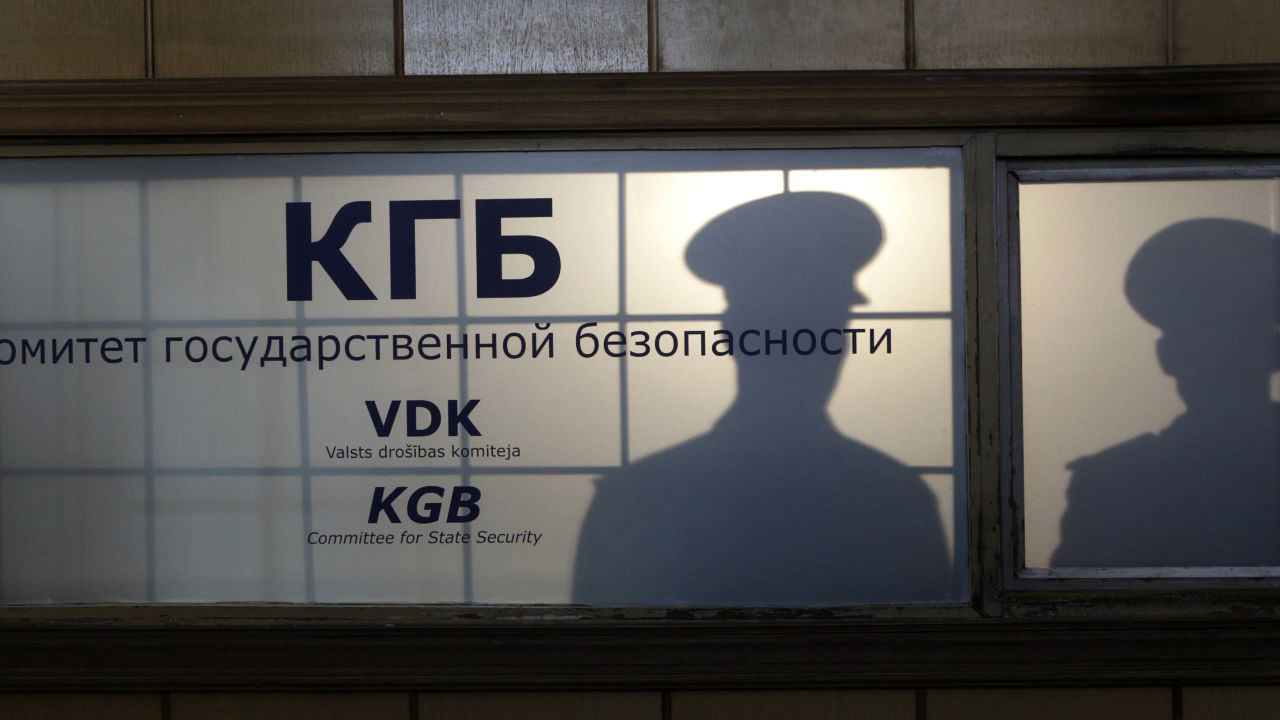 КГБ
омитет государственной безопасности
VDK
Valsts drošības komiteja
KGB
Committee for State Security